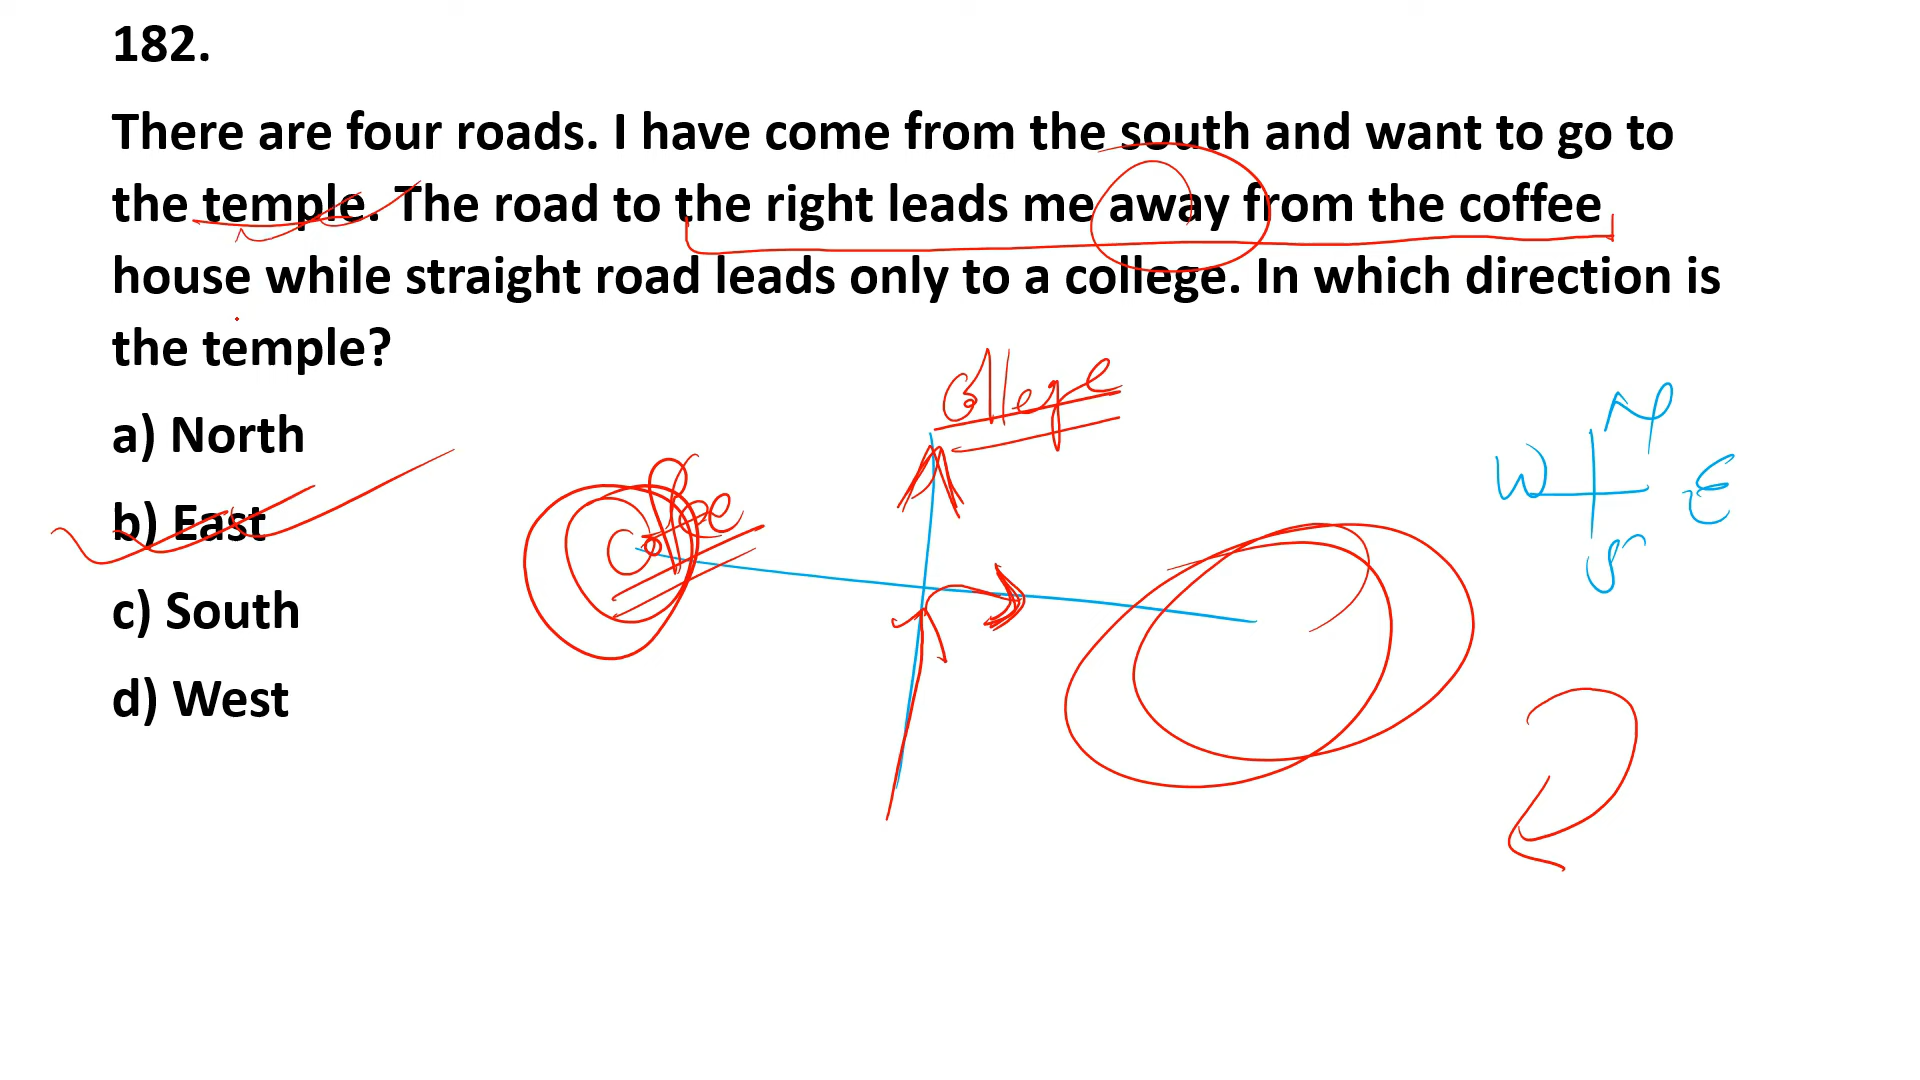 182.
There are four roads. I have come from the south and want to go to
the temple. The road to the right leads me away from the coffee
house while straight road leads only to a college. In which direction is
the temple?
College
a) North
N
W
E
b) East
S
c) South
d) West